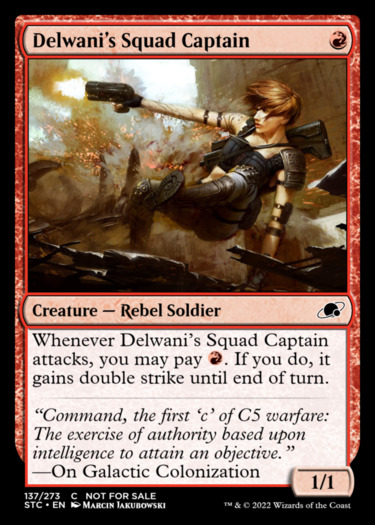 Delwani's Squad Captain
Creature — Rebel Soldier
Whenever Delwani's Squad Captain
attacks, you may pay . If you do, it
gains double strike until end of turn.
“Command, the first ‘c’ of C5 warfare:
The exercise of authority based upon
intelligence to attain an objective.”
—On Galactic Colonization
1/1
137/273 C NOT FOR SALE
STC • EN Marcin Jakubowski
™ & © 2022 Wizards of the Coast